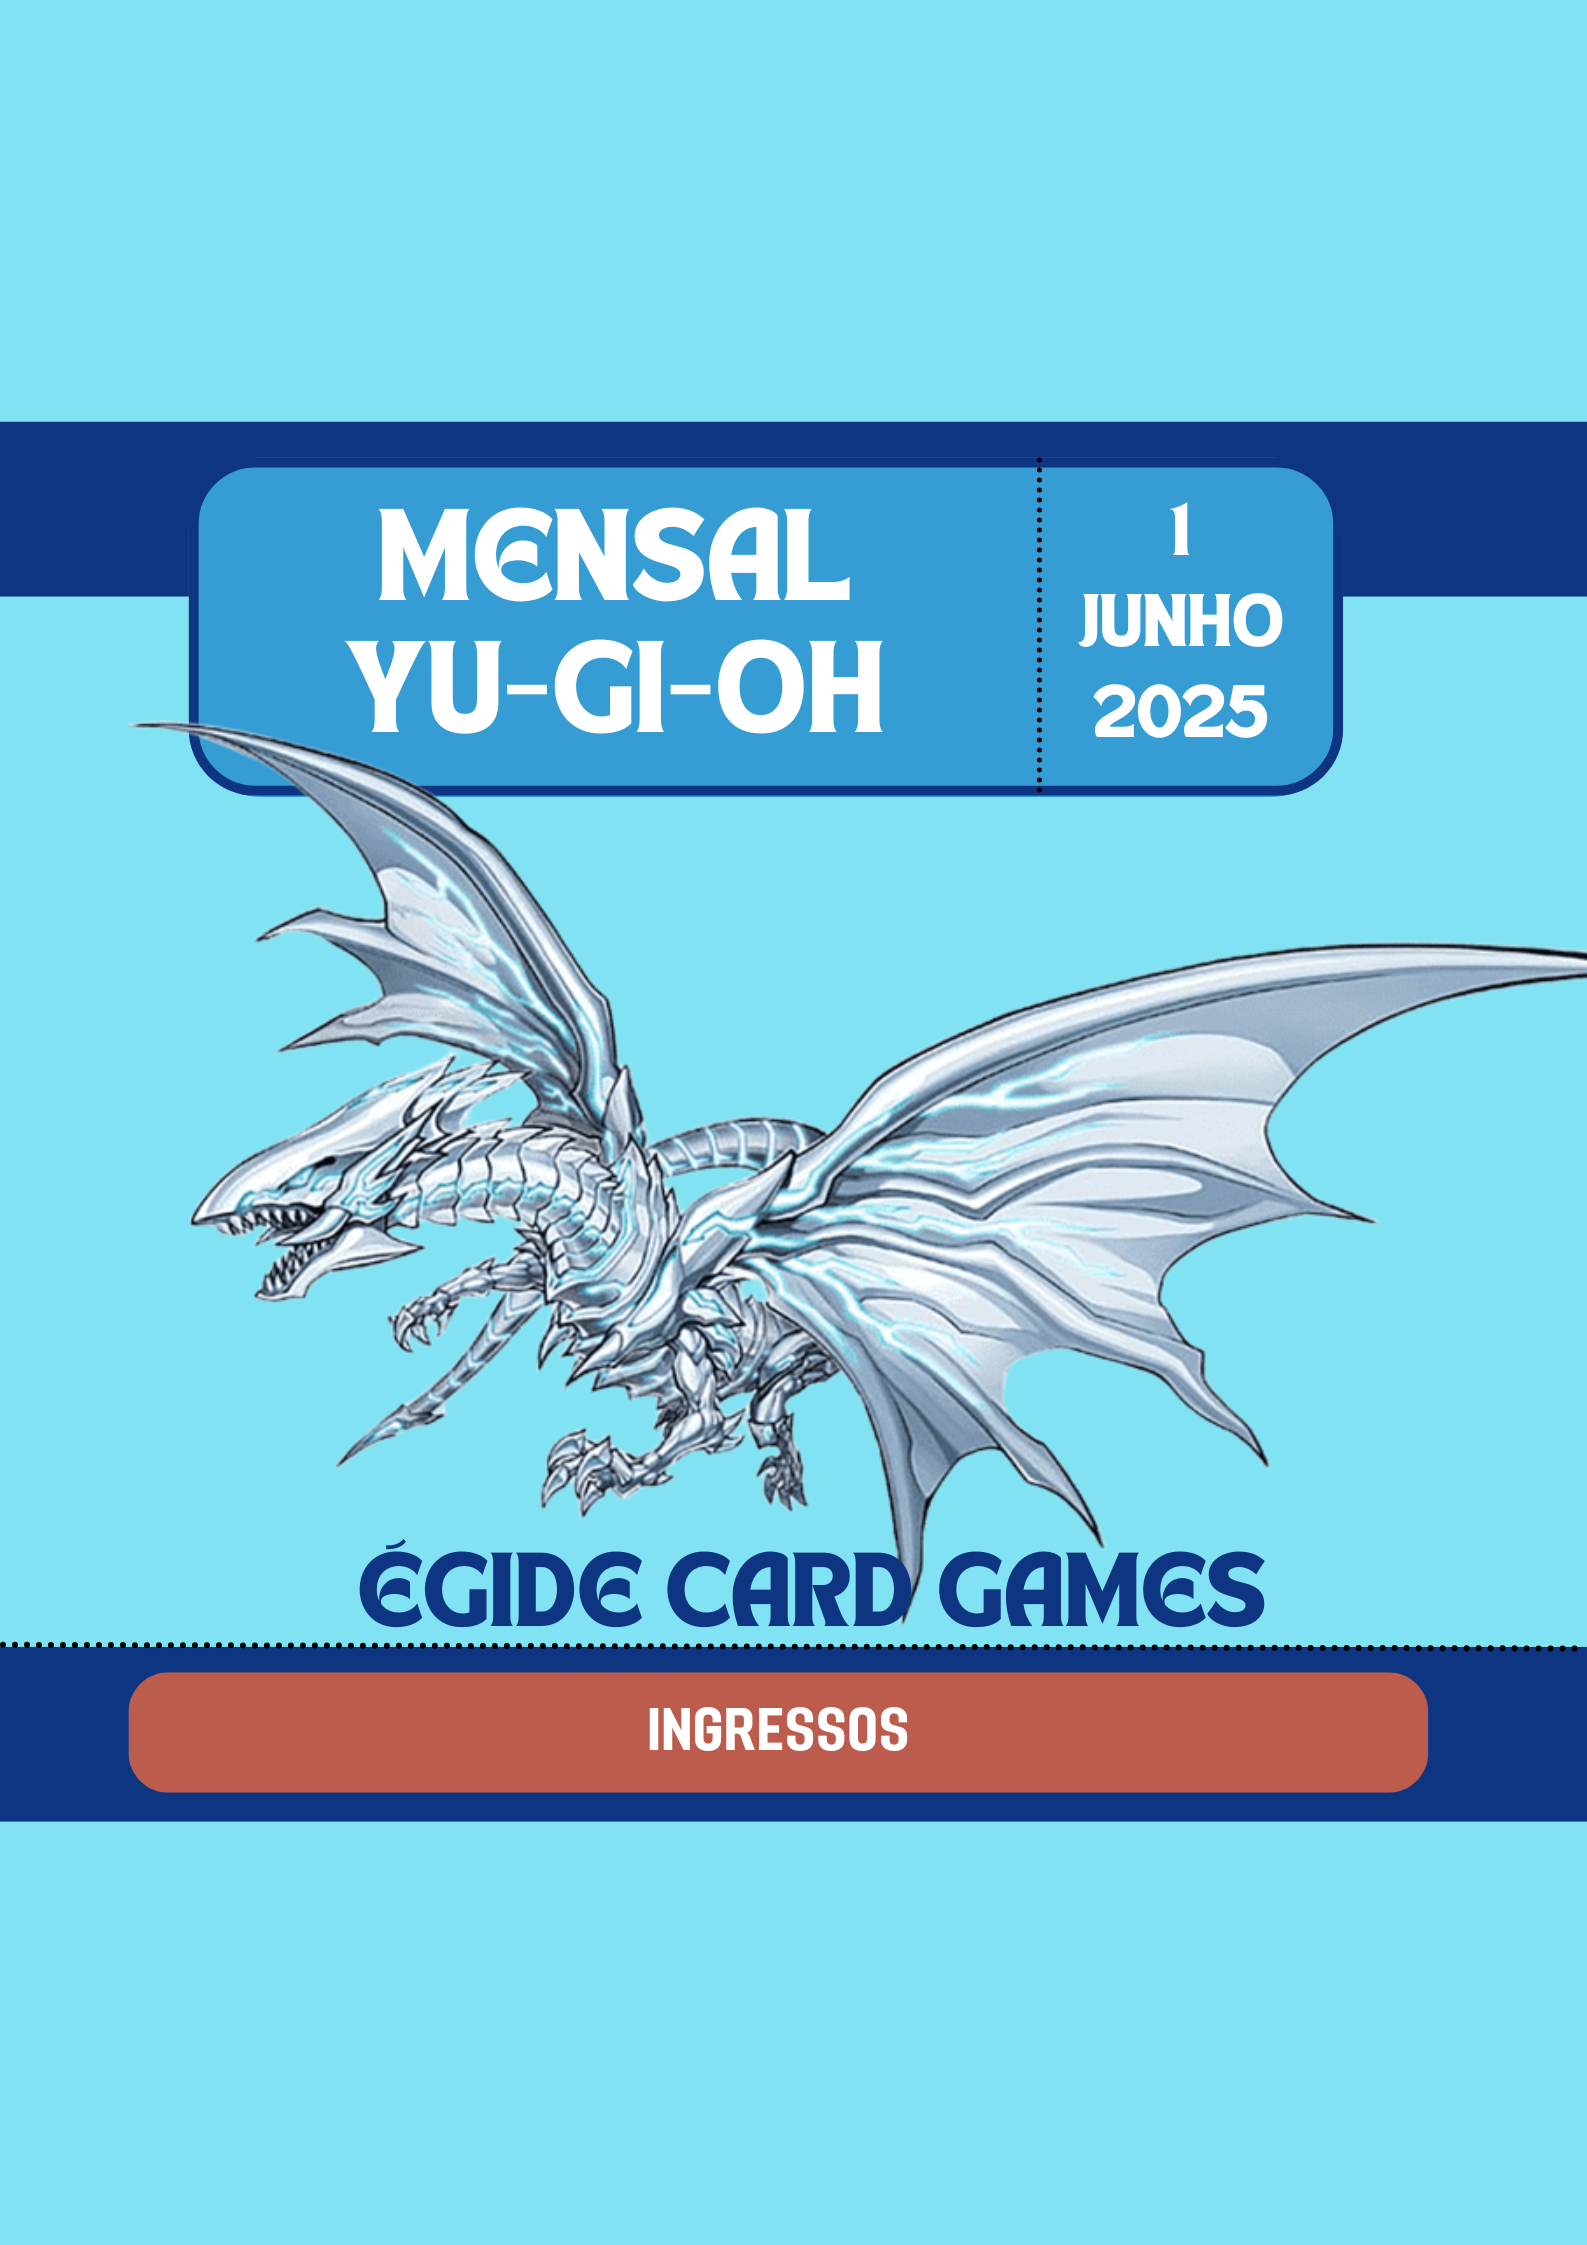 MENSAL
YU-GI-OH
1
JUNHO
2025
ÉGIDE CARD GAMES
INGRESSOS